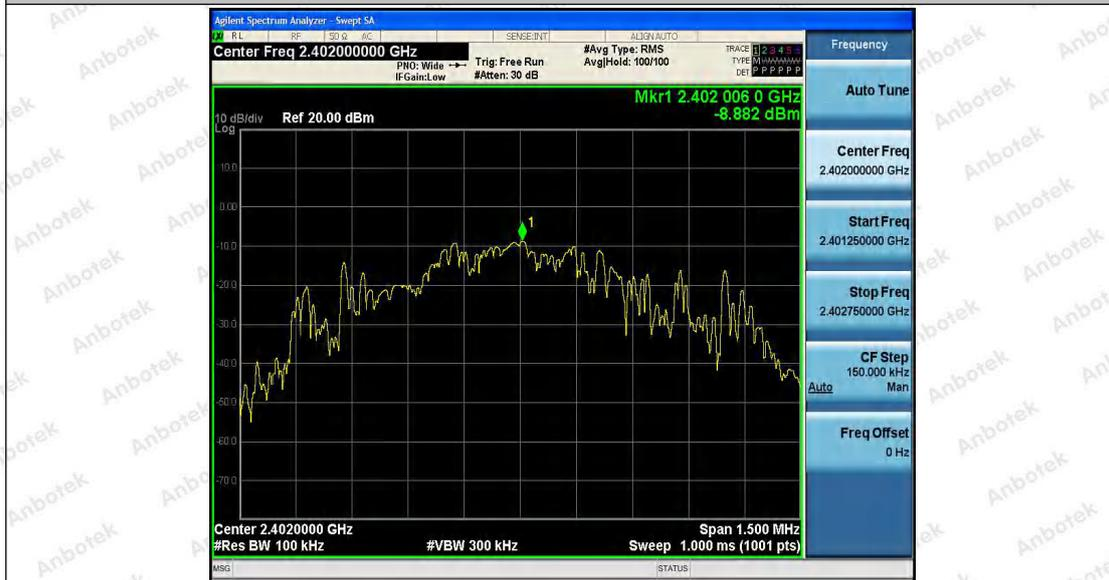 Agilent Spectrum Analyzer - Swept SA
RL RF 50 Ω AC SENSE:INT ALIGN AUTO
Center Freq 2.402000000 GHz
PNO: Wide
IFGain:Low
Trig: Free Run
#Atten: 30 dB
#Avg Type: RMS
Avg|Hold: 100/100
TRACE 1 2 3 4 5 6
TYPE M
DET P P P P P P
Mkr1 2.402 006 0 GHz
-8.882 dBm
10 dB/div Ref 20.00 dBm
Log
10.0
0.00
-10.0
-20.0
-30.0
-40.0
-50.0
-60.0
-70.0
1
Center 2.4020000 GHz Span 1.500 MHz
#Res BW 100 kHz #VBW 300 kHz Sweep 1.000 ms (1001 pts)
MSG STATUS
Frequency
Auto Tune
Center Freq
2.402000000 GHz
Start Freq
2.401250000 GHz
Stop Freq
2.402750000 GHz
CF Step
150.000 kHz
Auto Man
Freq Offset
0 Hz
Anbotek